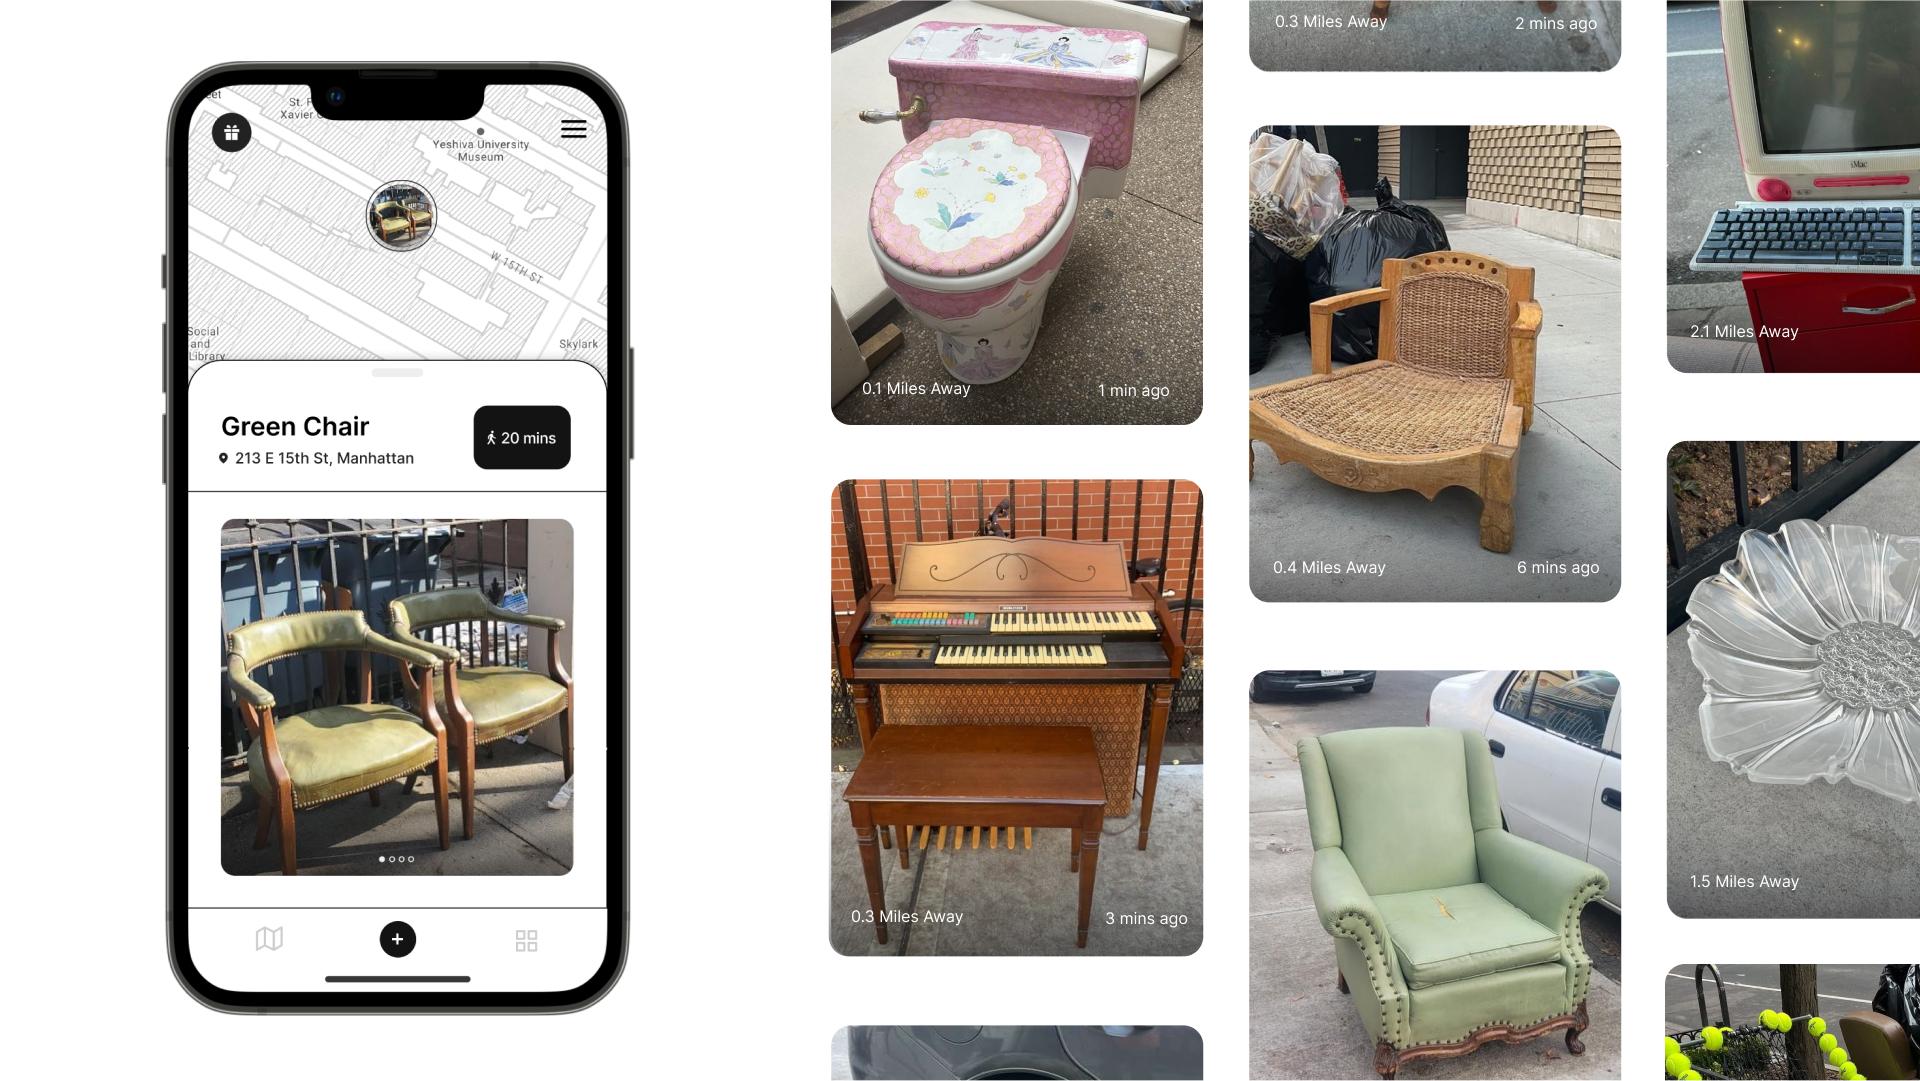 eet
St. F
Xavier
Yeshiva University
Museum
W 15TH ST
Social
and
Library
Skylark
Green Chair
20 mins
213 E 15th St, Manhattan
0.1 Miles Away
1 min ago
0.3 Miles Away
3 mins ago
0.3 Miles Away
2 mins ago
0.4 Miles Away
6 mins ago
iMac
2.1 Miles Away
1.5 Miles Away